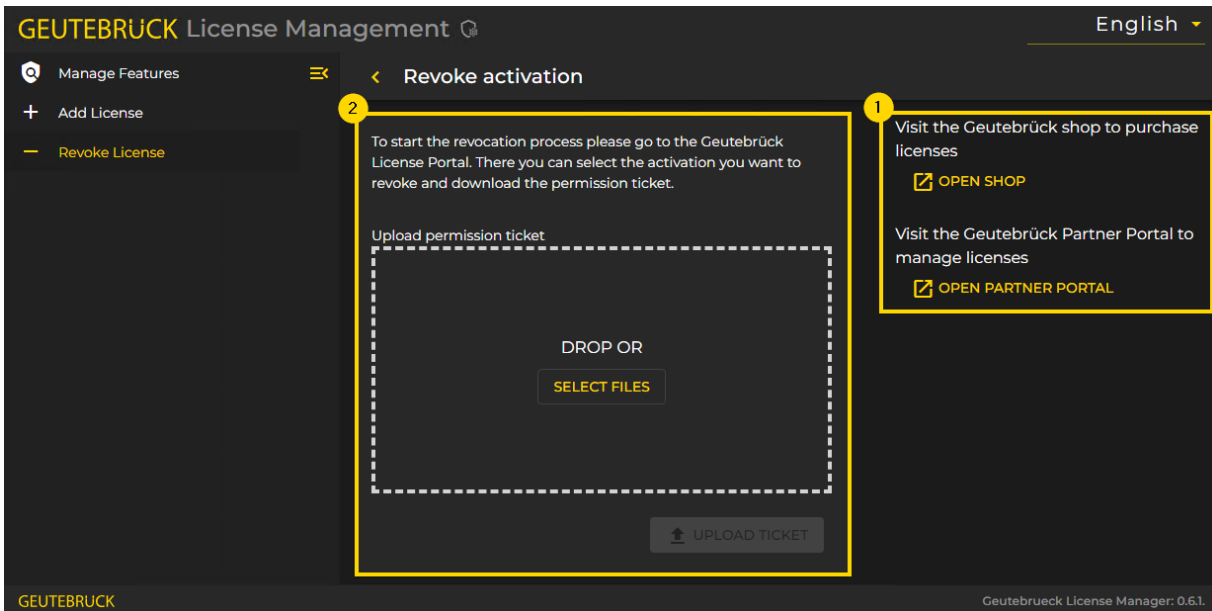 GEUTEBRÜCK License Management
English
Manage Features
Add License
Revoke License
Revoke activation
2
To start the revocation process please go to the Geutebrück
License Portal. There you can select the activation you want to
revoke and download the permission ticket.
Upload permission ticket
DROP OR
SELECT FILES
UPLOAD TICKET
1
Visit the Geutebrück shop to purchase
licenses
OPEN SHOP
Visit the Geutebrück Partner Portal to
manage licenses
OPEN PARTNER PORTAL
GEUTEBRUCK
Geutebrueck License Manager: 0.6.1.